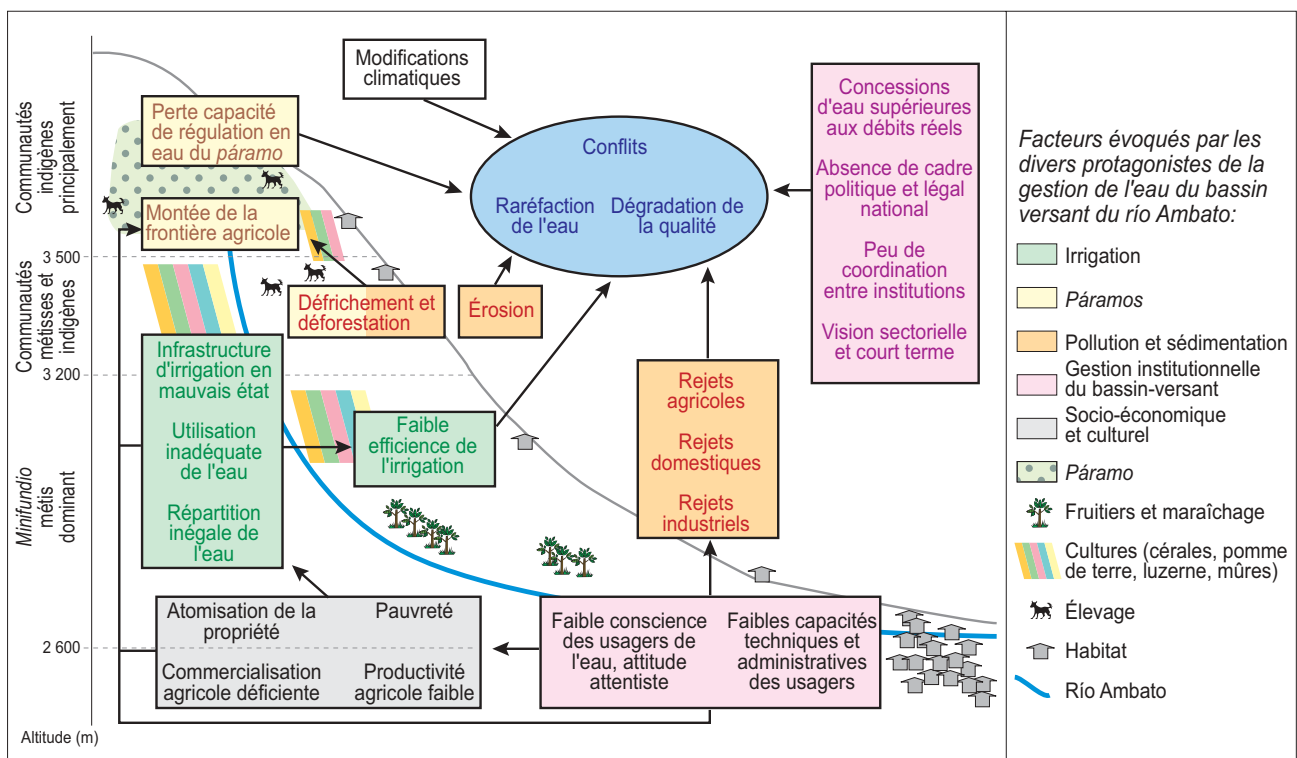 Communautés
indigènes
principalement
Communautés
métisses et
indigènes
Minifundio
métis
dominant
3 500
3 200
2 600
Altitude (m)
Modifications
climatiques
Perte capacité
de régulation en
eau du páramo
Montée de la
frontière agricole
Conflits
Raréfaction
de l'eau
Dégradation de
la qualité
Concessions
d'eau supérieures
aux débits réels
Absence de cadre
politique et légal
national
Peu de
coordination
entre institutions
Vision sectorielle
et court terme
Défrichement et
déforestation
Érosion
Infrastructure
d'irrigation en
mauvais état
Utilisation
inadéquate
de l'eau
Répartition
inégale de
l'eau
Faible
efficience de
l'irrigation
Rejets
agricoles
Rejets
domestiques
Rejets
industriels
Atomisation de la
propriété
Pauvreté
Commercialisation
agricole déficiente
Productivité
agricole faible
Faible conscience
des usagers de
l'eau, attitude
attentiste
Faibles capacités
techniques et
administratives
des usagers
Facteurs évoqués par les
divers protagonistes de la
gestion de l'eau du bassin
versant du río Ambato:
Irrigation
Páramos
Pollution et sédimentation
Gestion institutionnelle
du bassin-versant
Socio-économique
et culturel
Páramo
Fruitiers et maraîchage
Cultures (cérales, pomme
de terre, luzerne, mûres)
Élevage
Habitat
Río Ambato